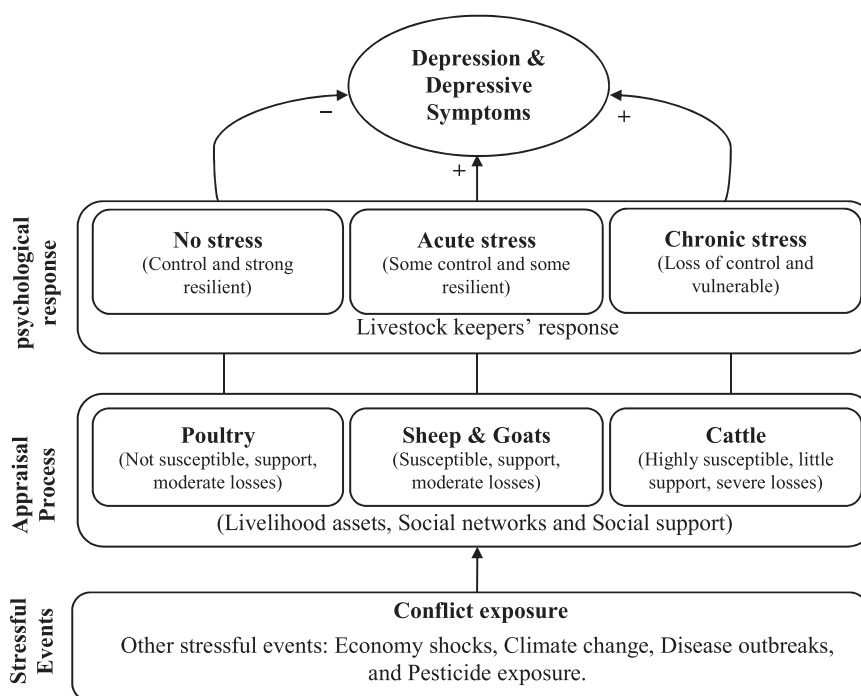 Depression &
Depressive
Symptoms
−
+
+
psychological
response
No stress
(Control and strong
resilient)
Acute stress
(Some control and some
resilient)
Chronic stress
(Loss of control and
vulnerable)
Livestock keepers’ response
Appraisal
Process
Poultry
(Not susceptible, support,
moderate losses)
Sheep & Goats
(Susceptible, support,
moderate losses)
Cattle
(Highly susceptible, little
support, severe losses)
(Livelihood assets, Social networks and Social support)
Stressful
Events
Conflict exposure
Other stressful events: Economy shocks, Climate change, Disease outbreaks,
and Pesticide exposure.